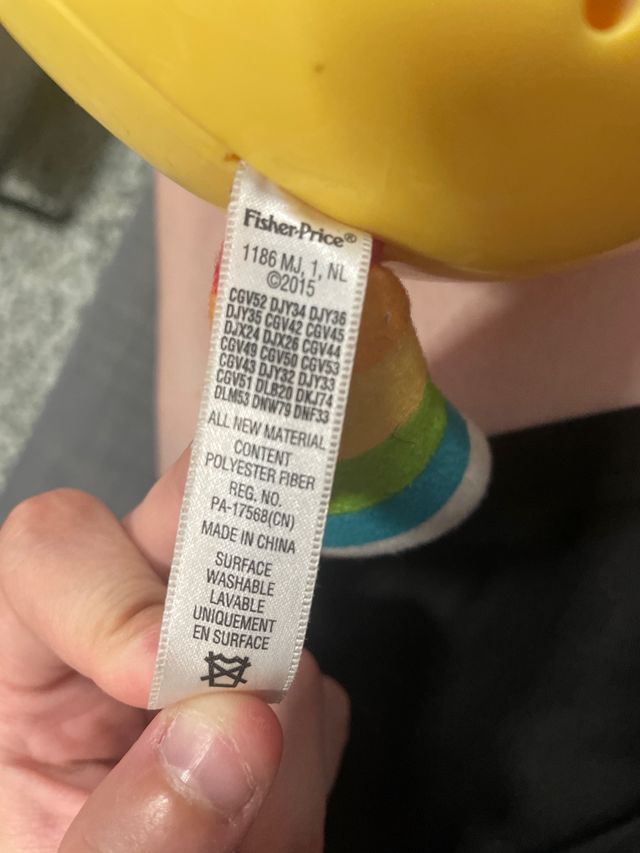 Fisher-Price®
1186 MJ, 1, NL
©2015
CGV52 DJY34 DJY36
DJY35 CGV42 CGV45
DJX24 DJX26 CGV44
CGV49 CGV50 CGV53
CGV43 DJY32 DJY33
CGV51 DLB20 DKJ74
DLM53 DNW79 DNF33
ALL NEW MATERIAL
CONTENT
POLYESTER FIBER
REG. NO.
PA-17568(CN)
MADE IN CHINA
SURFACE
WASHABLE
LAVABLE
UNIQUEMENT
EN SURFACE